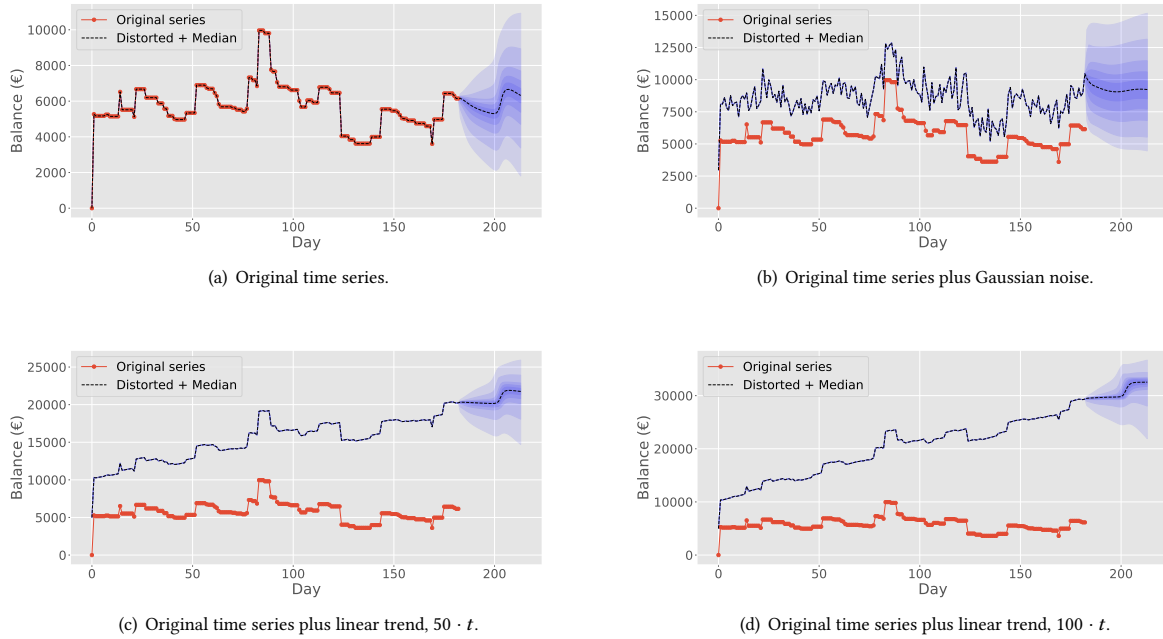 Original series
Distorted + Median
10000
8000
6000
4000
2000
0
Balance (€)
0 50 100 150 200
Day
(a) Original time series.
Original series
Distorted + Median
15000
12500
10000
7500
5000
2500
0
Balance (€)
0 50 100 150 200
Day
(b) Original time series plus Gaussian noise.
Original series
Distorted + Median
25000
20000
15000
10000
5000
0
Balance (€)
0 50 100 150 200
Day
(c) Original time series plus linear trend, 50 · t.
Original series
Distorted + Median
30000
20000
10000
0
Balance (€)
0 50 100 150 200
Day
(d) Original time series plus linear trend, 100 · t.